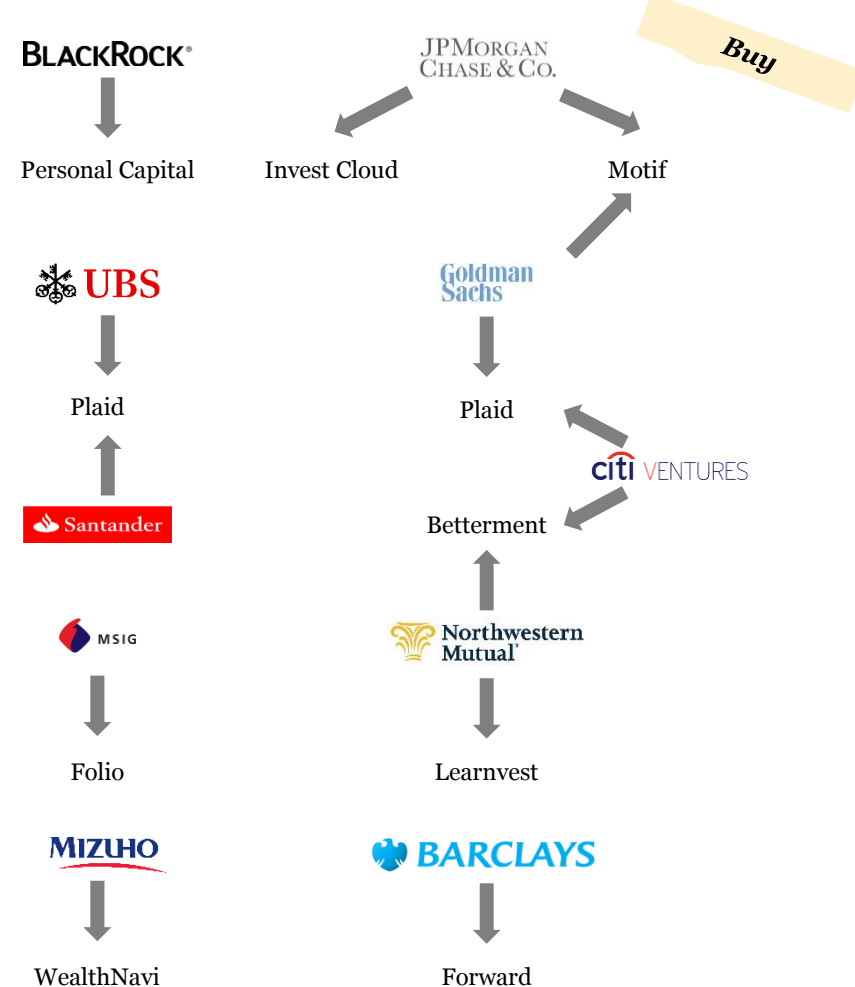 BLACKROCK®
JPMORGAN
CHASE & CO.
Buy
Personal Capital
Invest Cloud
Motif
UBS
Goldman
Sachs
Plaid
Plaid
citi VENTURES
Santander
Betterment
MSIG
Northwestern
Mutual
Folio
Learnvest
MIZUHO
BARCLAYS
WealthNavi
Forward